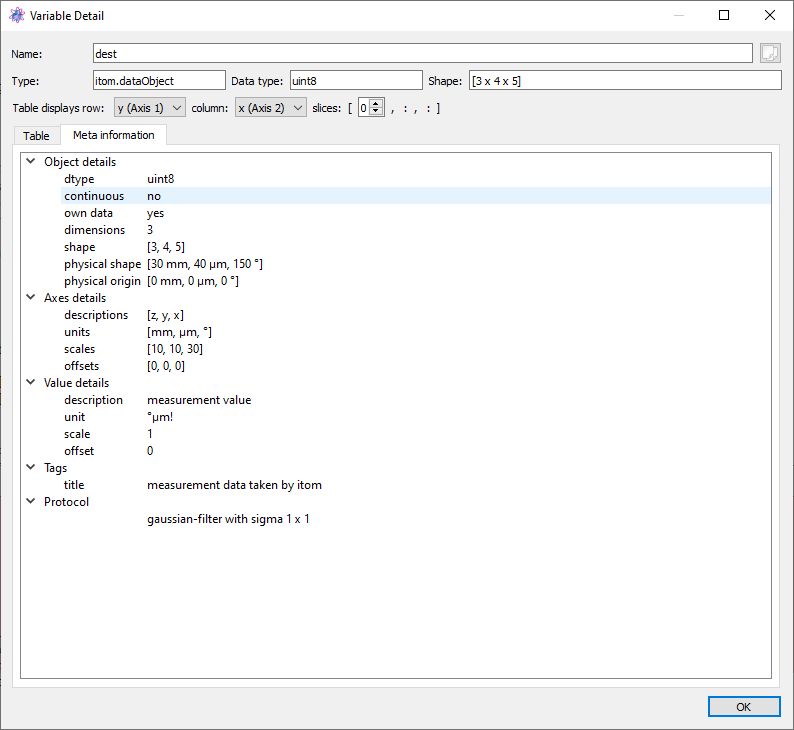 Variable Detail
Name: dest
Type: itom.dataObject Data type: uint8 Shape: [3 x 4 x 5]
Table displays row: y (Axis 1) column: x (Axis 2) slices: [ 0 , : , : ]
Table Meta information
Object details
dtype uint8
continuous no
own data yes
dimensions 3
shape [3, 4, 5]
physical shape [30 mm, 40 µm, 150 °]
physical origin [0 mm, 0 µm, 0 °]
Axes details
descriptions [z, y, x]
units [mm, µm, °]
scales [10, 10, 30]
offsets [0, 0, 0]
Value details
description measurement value
unit °µm!
scale 1
offset 0
Tags
title measurement data taken by itom
Protocol
gaussian-filter with sigma 1 x 1
OK